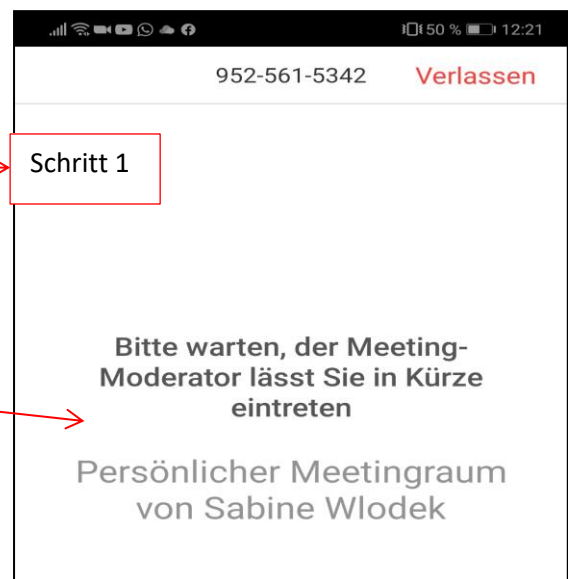 50 % 12:21
952-561-5342 Verlassen
Schritt 1
Bitte warten, der Meeting-
Moderator lässt Sie in Kürze
eintreten
Persönlicher Meetingraum
von Sabine Wlodek